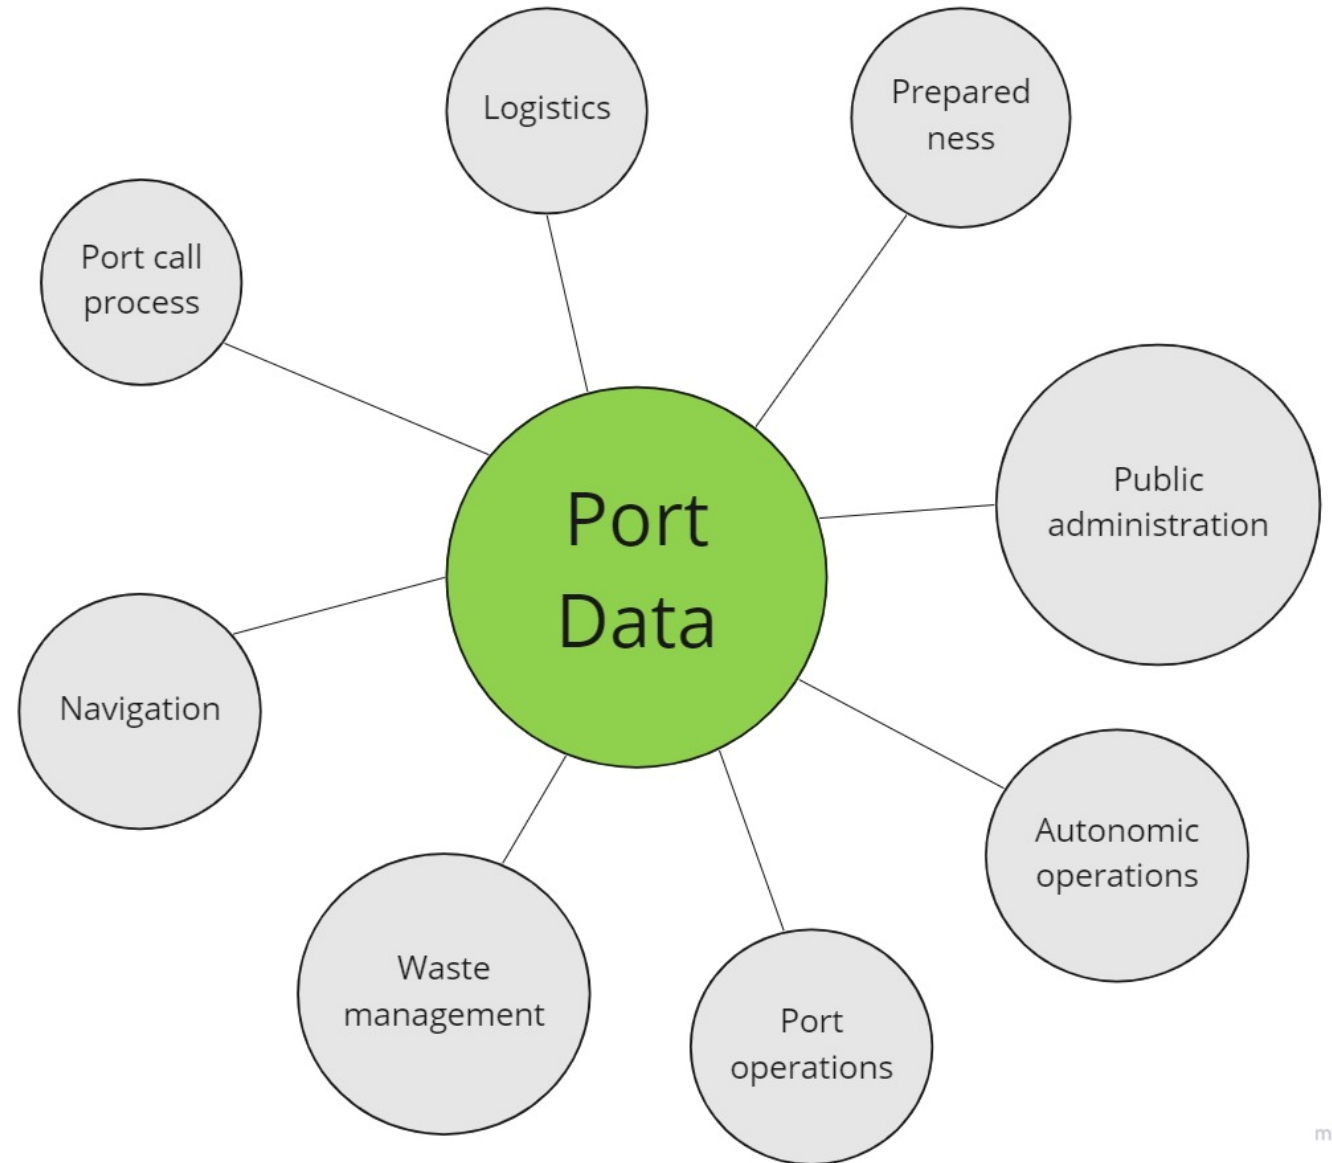 Logistics
Prepared
ness
Port call
process
Public
administration
Port
Data
Navigation
Autonomic
operations
Waste
management
Port
operations
m